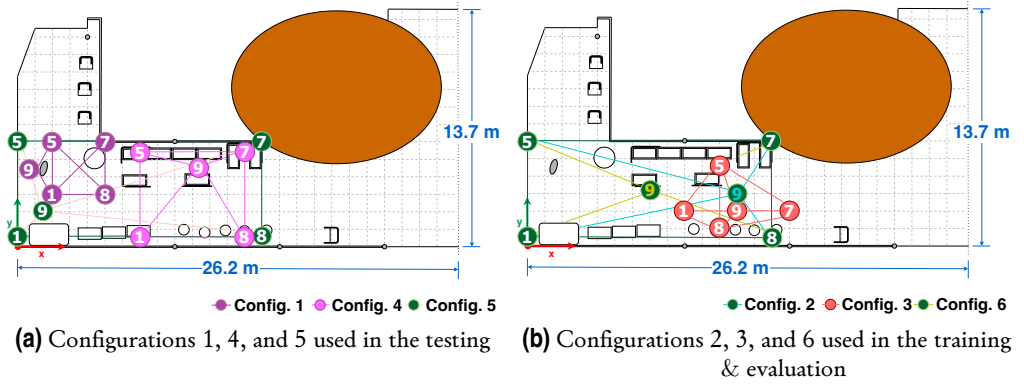 13.7 m
13.7 m
5
5
7
7
5
7
9
9
1
8
9
1
1
8
8
y
x
26.2 m
5
7
5
9
9
1
9
7
1
8
8
y
x
26.2 m
Config. 1 Config. 4 Config. 5
Config. 2 Config. 3 Config. 6
(a) Configurations 1, 4, and 5 used in the testing
(b) Configurations 2, 3, and 6 used in the training
& evaluation